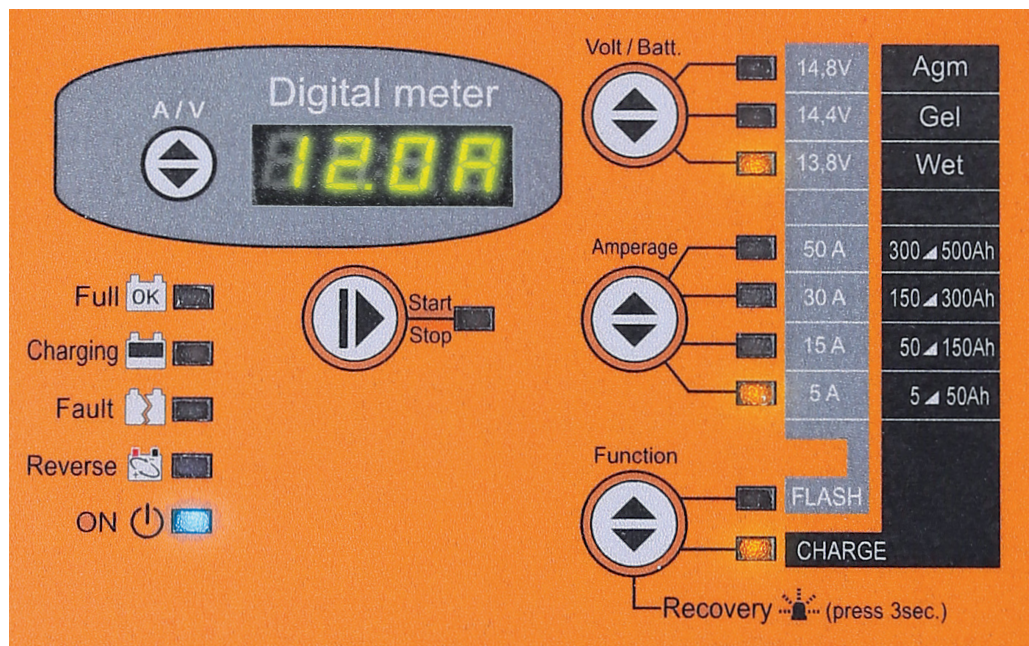 Digital meter
A / V
12.0A
Full OK
Charging
Fault
Reverse
ON
Start
Stop
Volt / Batt.
14,8V Agm
14,4V Gel
13,8V Wet
Amperage
50 A 300 500Ah
30 A 150 300Ah
15 A 50 150Ah
5 A 5 50Ah
Function
FLASH
CHARGE
Recovery (press 3sec.)